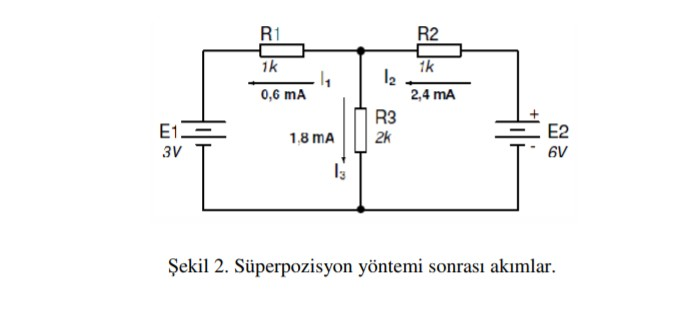 R1
R2
1k
1k
I1
I2
0,6 mA
2,4 mA
R3
2k
+
E1
3V
1,8 mA
E2
6V
-
I3
Şekil 2. Süperpozisyon yöntemi sonrası akımlar.